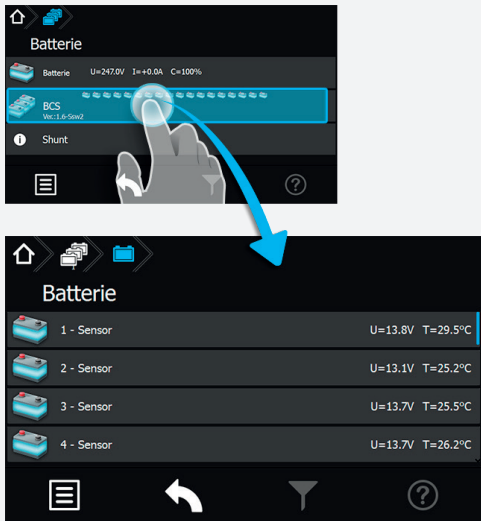 Batterie
Batterie U=247.0V I=+0.0A C=100%
BCS
Ver.:1.6-Ssw2
i Shunt
?
Batterie
1 - Sensor U=13.8V T=29.5°C
2 - Sensor U=13.1V T=25.2°C
3 - Sensor U=13.7V T=25.5°C
4 - Sensor U=13.7V T=26.2°C
?